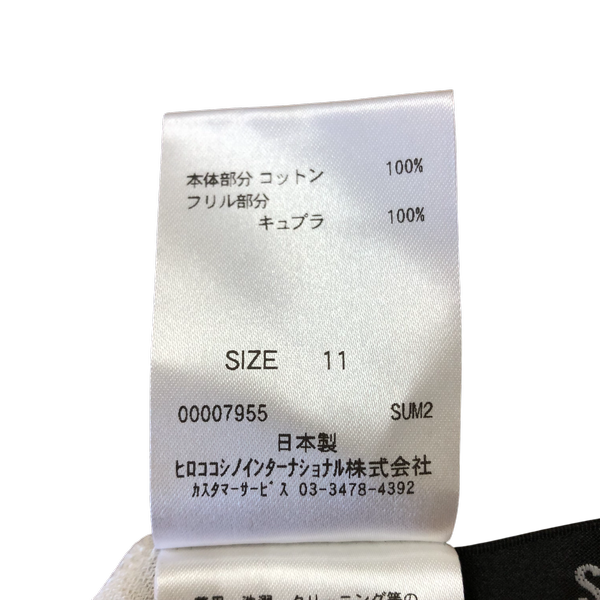 本体部分 コットン 100%
フリル部分
キュプラ 100%
SIZE 11
00007955 SUM2
日本製
ヒロココシノインターナショナル株式会社
カスタマーサービス 03-3478-4392